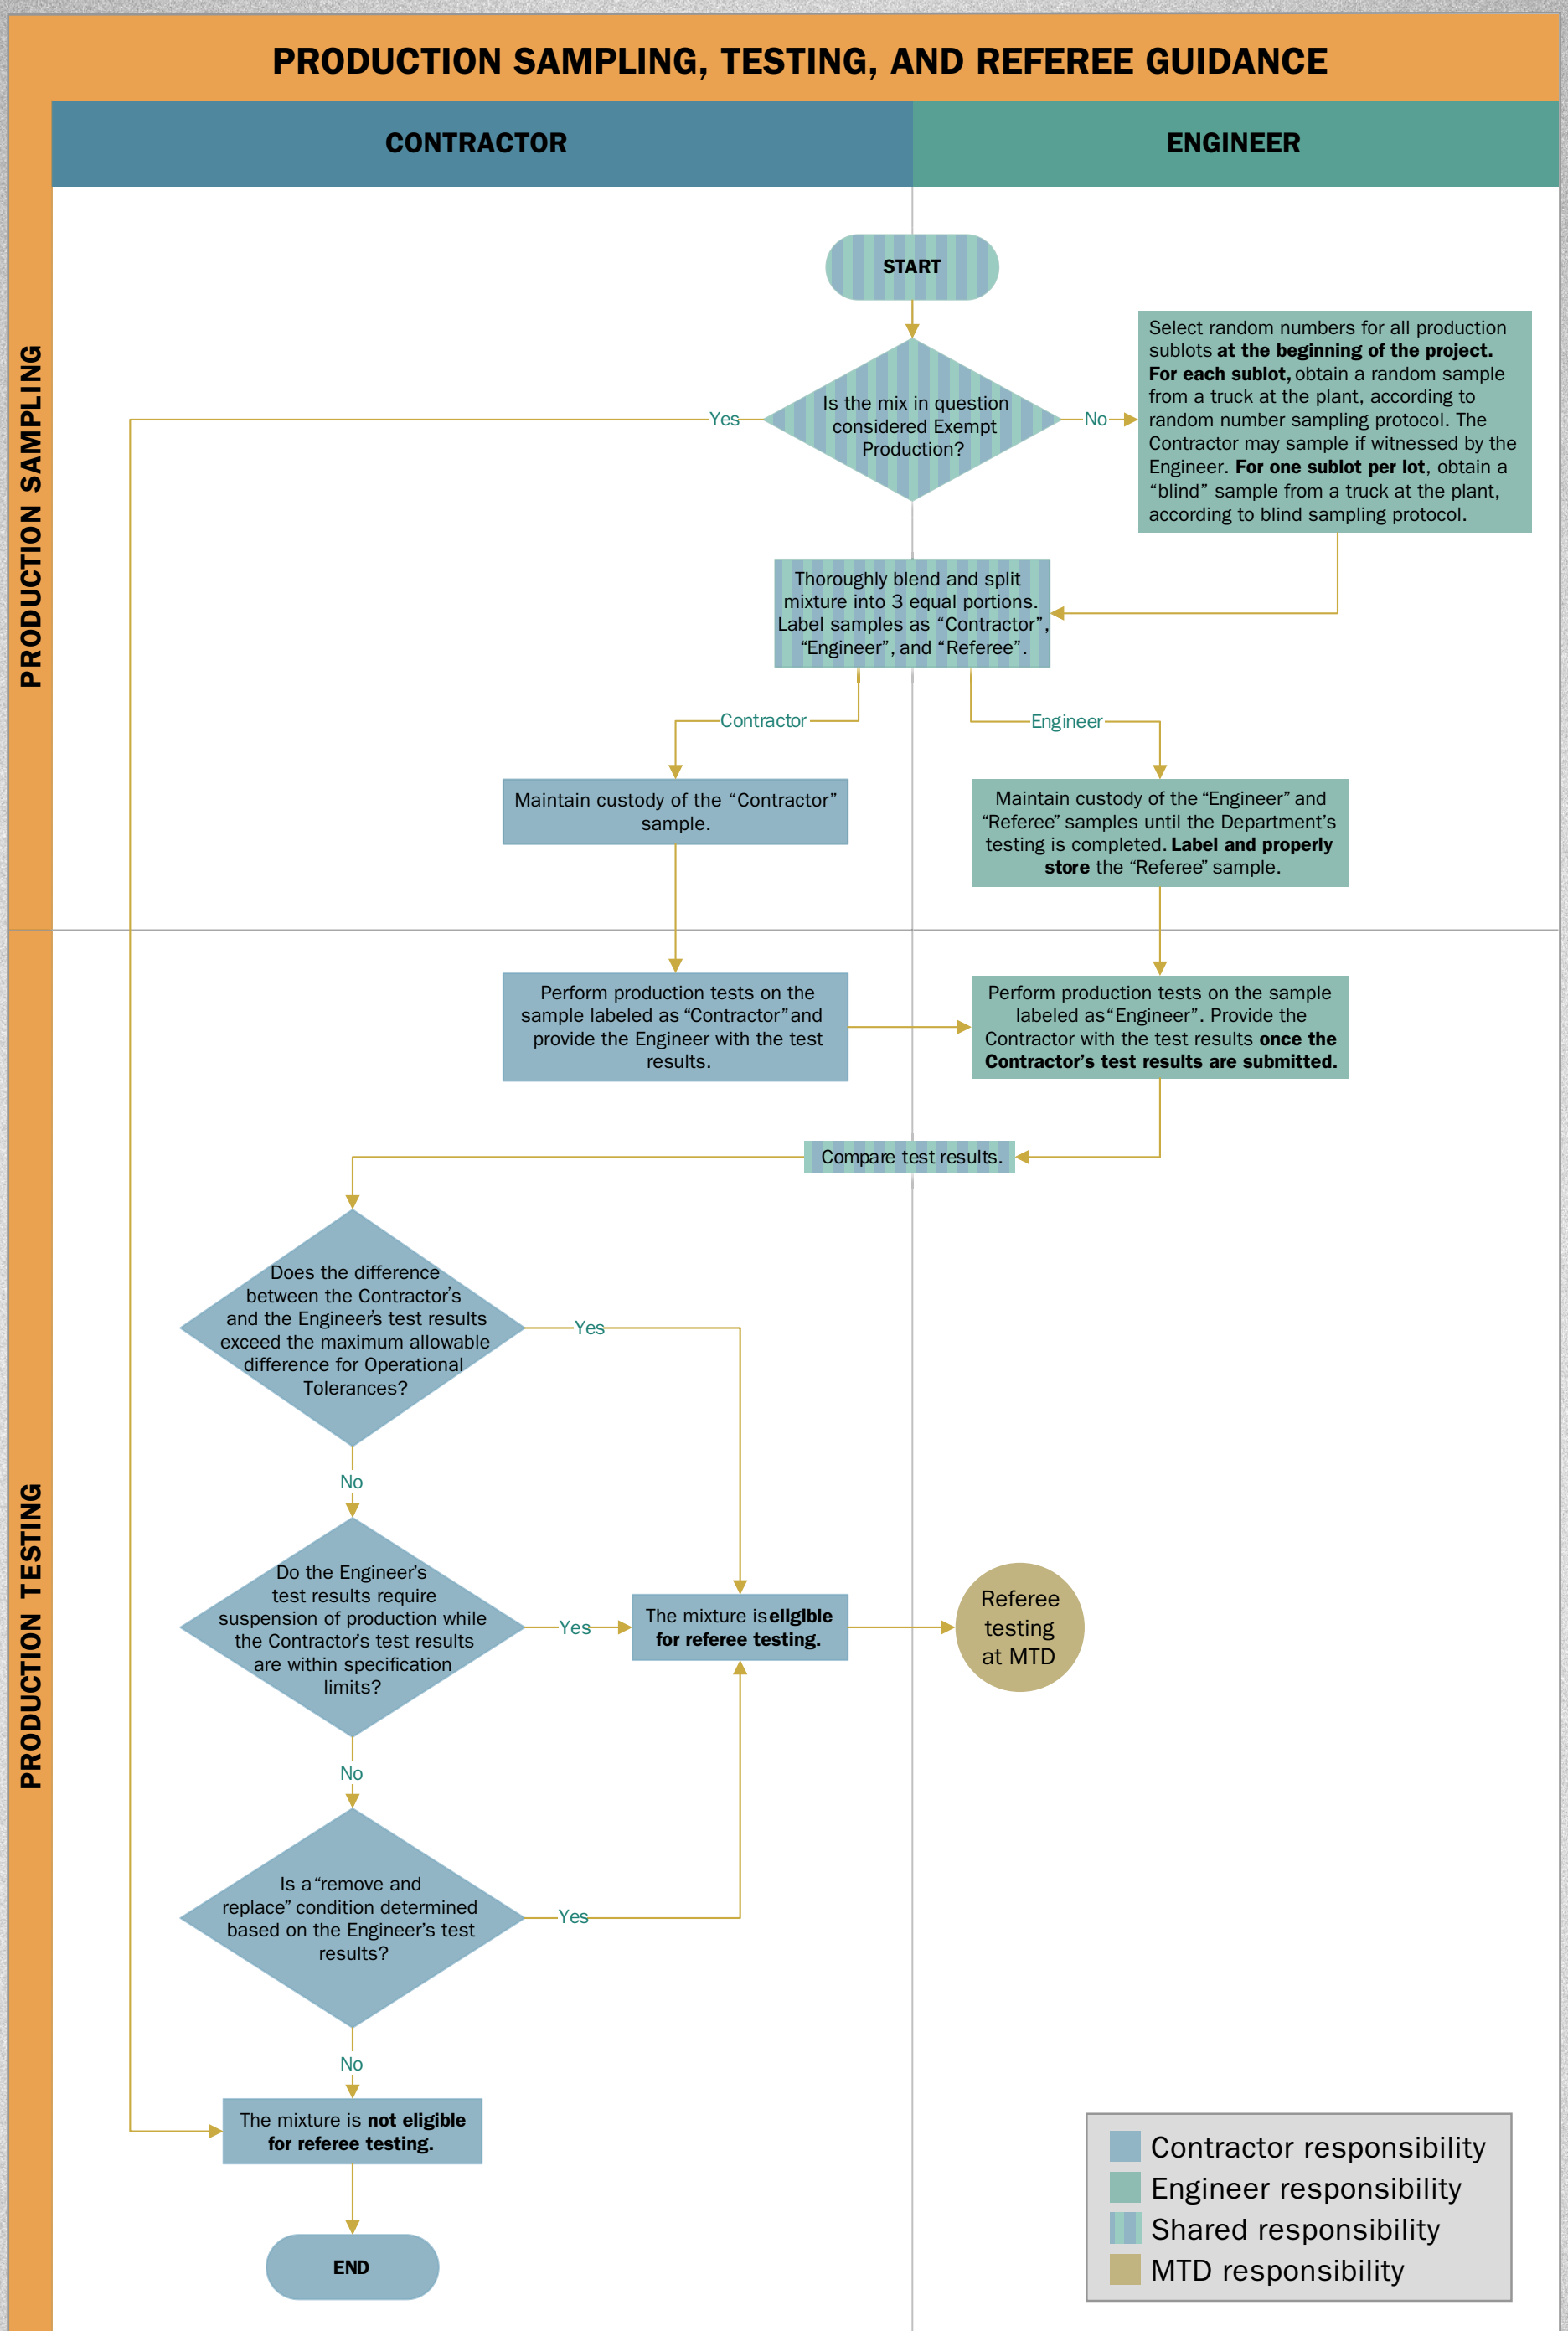 PRODUCTION SAMPLING, TESTING, AND REFEREE GUIDANCE
CONTRACTOR
ENGINEER
PRODUCTION SAMPLING
START
Is the mix in question
considered Exempt
Production?
Yes
No
Select random numbers for all production
sublots at the beginning of the project.
For each sublot, obtain a random sample
from a truck at the plant, according to
random number sampling protocol. The
Contractor may sample if witnessed by the
Engineer. For one sublot per lot, obtain a
“blind” sample from a truck at the plant,
according to blind sampling protocol.
Thoroughly blend and split
mixture into 3 equal portions.
Label samples as “Contractor”,
“Engineer”, and “Referee”.
Contractor
Engineer
Maintain custody of the “Contractor”
sample.
Maintain custody of the “Engineer” and
“Referee” samples until the Department’s
testing is completed. Label and properly
store the “Referee” sample.
PRODUCTION TESTING
Perform production tests on the
sample labeled as “Contractor” and
provide the Engineer with the test
results.
Perform production tests on the sample
labeled as “Engineer”. Provide the
Contractor with the test results once the
Contractor’s test results are submitted.
Compare test results.
Does the difference
between the Contractor’s
and the Engineer’s test results
exceed the maximum allowable
difference for Operational
Tolerances?
Yes
No
Do the Engineer’s
test results require
suspension of production while
the Contractor’s test results
are within specification
limits?
Yes
The mixture is eligible
for referee testing.
Referee
testing
at MTD
No
Is a “remove and
replace” condition determined
based on the Engineer’s test
results?
Yes
No
The mixture is not eligible
for referee testing.
END
Contractor responsibility
Engineer responsibility
Shared responsibility
MTD responsibility